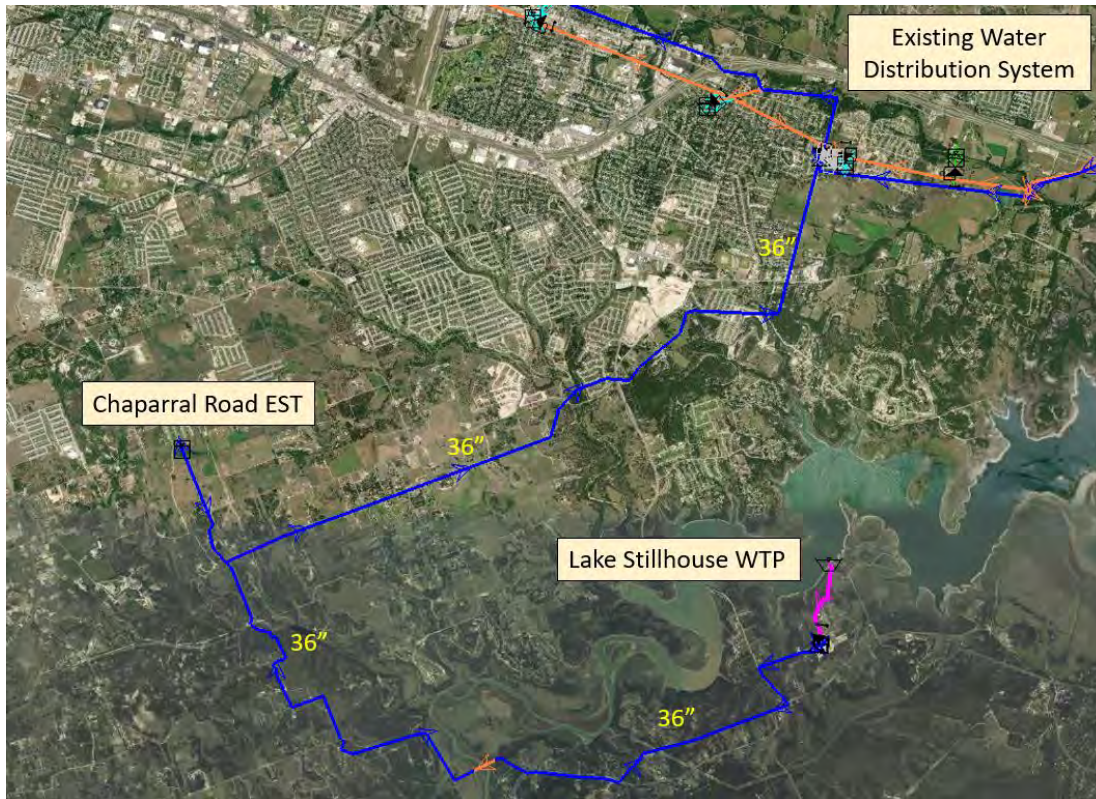 Existing Water
Distribution System
36”
Chaparral Road EST
36”
Lake Stillhouse WTP
36”
36”